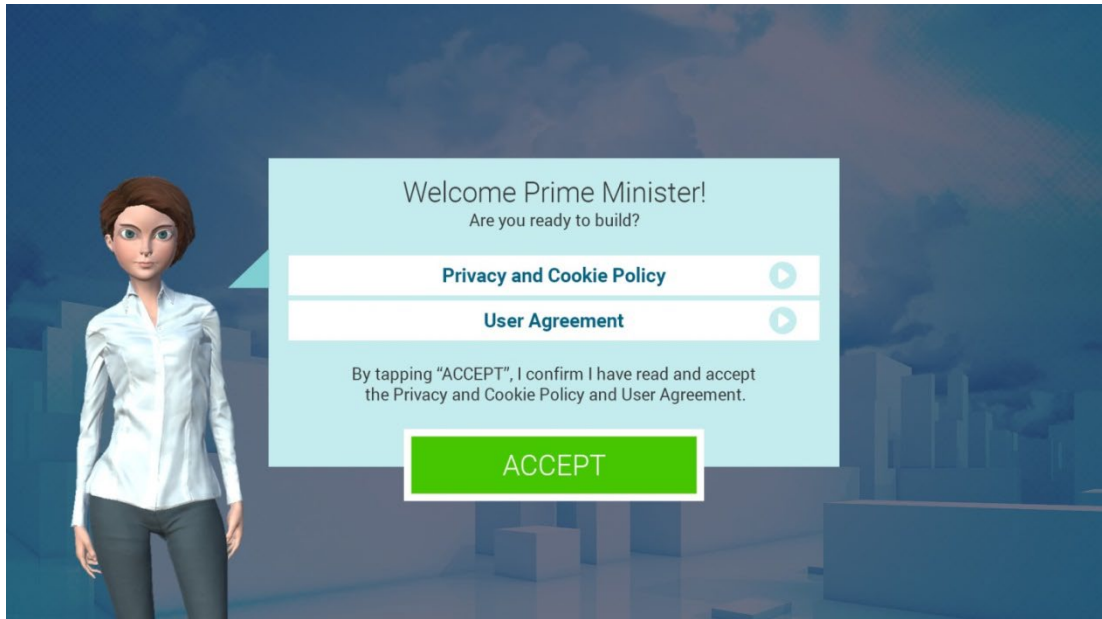 Welcome Prime Minister!
Are you ready to build?
Privacy and Cookie Policy
User Agreement
By tapping “ACCEPT”, I confirm I have read and accept
the Privacy and Cookie Policy and User Agreement.
ACCEPT